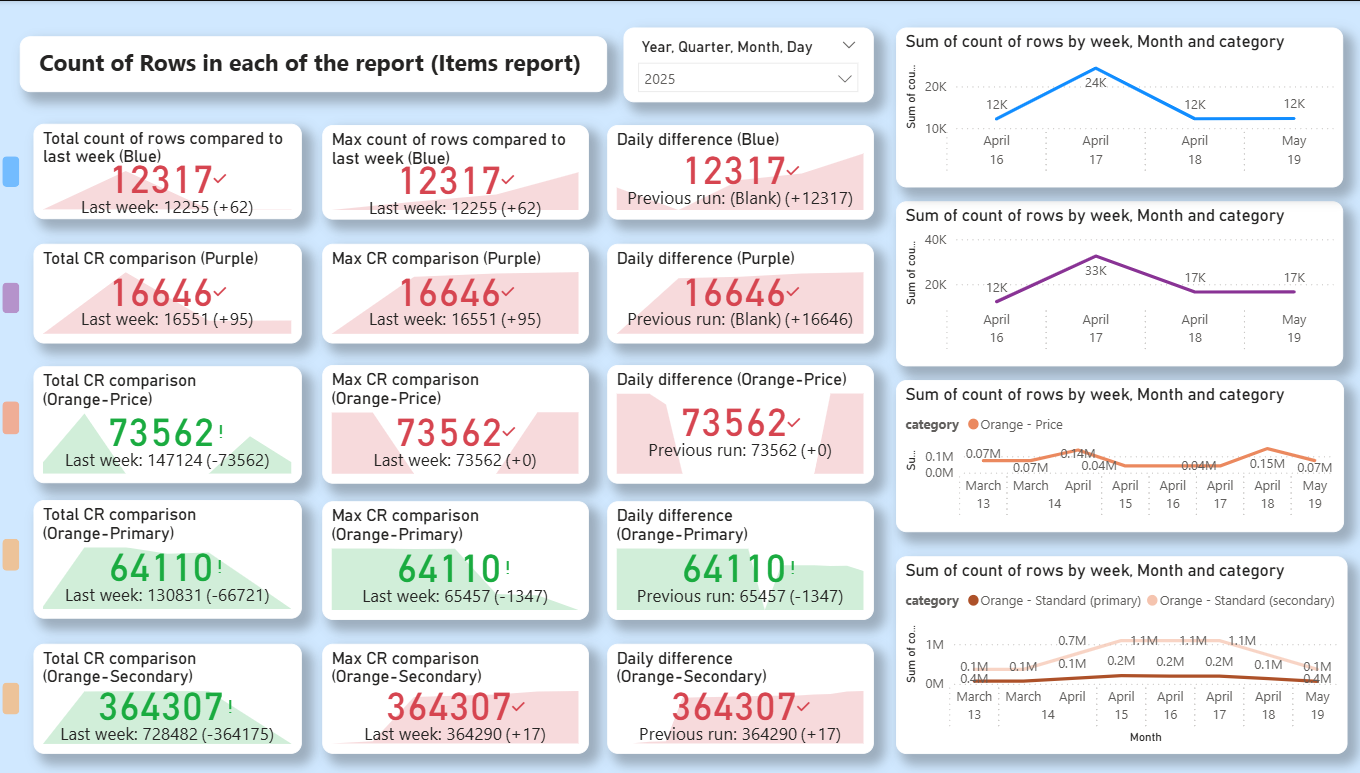 Count of Rows in each of the report (Items report)
Year, Quarter, Month, Day
2025
Total count of rows compared to
last week (Blue)
12317
Last week: 12255 (+62)
Max count of rows compared to
last week (Blue)
12317
Last week: 12255 (+62)
Daily difference (Blue)
12317
Previous run: (Blank) (+12317)
Total CR comparison (Purple)
16646
Last week: 16551 (+95)
Max CR comparison (Purple)
16646
Last week: 16551 (+95)
Daily difference (Purple)
16646
Previous run: (Blank) (+16646)
Total CR comparison
(Orange-Price)
73562!
Last week: 147124 (-73562)
Max CR comparison
(Orange-Price)
73562
Last week: 73562 (+0)
Daily difference (Orange-Price)
73562
Previous run: 73562 (+0)
Total CR comparison
(Orange-Primary)
64110!
Last week: 130831 (-66721)
Max CR comparison
(Orange-Primary)
64110!
Last week: 65457 (-1347)
Daily difference
(Orange-Primary)
64110!
Previous run: 65457 (-1347)
Total CR comparison
(Orange-Secondary)
364307!
Last week: 728482 (-364175)
Max CR comparison
(Orange-Secondary)
364307
Last week: 364290 (+17)
Daily difference
(Orange-Secondary)
364307
Previous run: 364290 (+17)
Sum of count of rows by week, Month and category
Sum of cou...
20K
10K
12K 24K 12K 12K
April April April May
16 17 18 19
Sum of count of rows by week, Month and category
Sum of cou...
40K
20K
12K 33K 17K 17K
April April April May
16 17 18 19
Sum of count of rows by week, Month and category
category Orange - Price
Su...
0.1M
0.0M
0.07M 0.07M 0.14M 0.04M 0.04M 0.15M 0.07M
March March April April April April April May
13 14 15 16 17 18 19
Sum of count of rows by week, Month and category
category Orange - Standard (primary) Orange - Standard (secondary)
Sum of co...
1M
0M
0.7M 1.1M 1.1M 1.1M
0.1M 0.1M 0.1M 0.2M 0.2M 0.2M 0.1M 0.1M
0.4M 0.4M
March March April April April April April May
13 14 15 16 17 18 19
Month